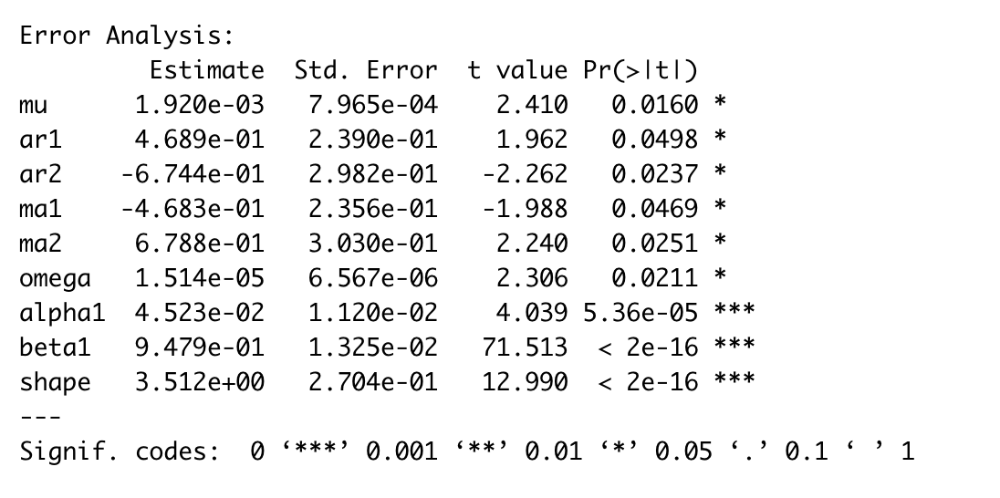 Error Analysis:
        Estimate  Std. Error  t value Pr(>|t|)
mu      1.920e-03   7.965e-04    2.410   0.0160 *
ar1     4.689e-01   2.390e-01    1.962   0.0498 *
ar2    -6.744e-01   2.982e-01   -2.262   0.0237 *
ma1    -4.683e-01   2.356e-01   -1.988   0.0469 *
ma2     6.788e-01   3.030e-01    2.240   0.0251 *
omega   1.514e-05   6.567e-06    2.306   0.0211 *
alpha1  4.523e-02   1.120e-02    4.039 5.36e-05 ***
beta1   9.479e-01   1.325e-02   71.513  < 2e-16 ***
shape   3.512e+00   2.704e-01   12.990  < 2e-16 ***
---
Signif. codes:  0 ‘***’ 0.001 ‘**’ 0.01 ‘*’ 0.05 ‘.’ 0.1 ‘ ’ 1